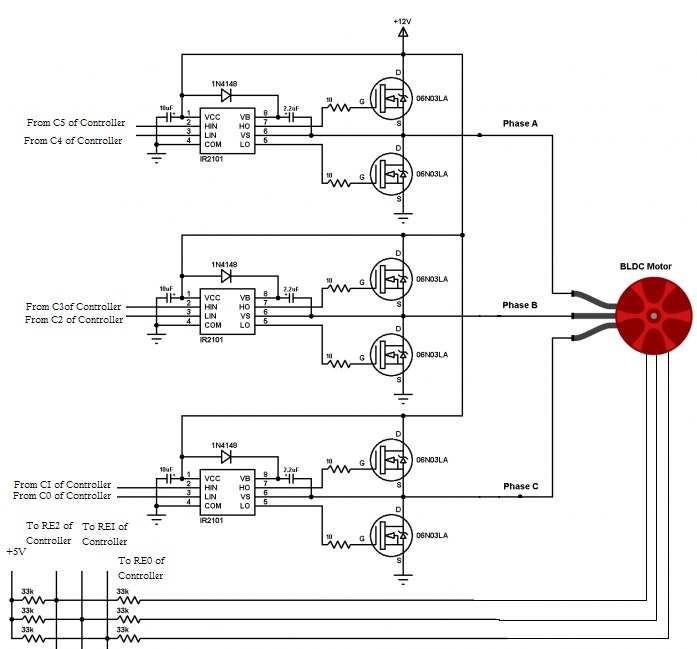 +12V
1N4148
D
10uF
+
2.2uF
+
10
G
06N03LA
S
From C5 of Controller
From C4 of Controller
1 VCC VB 8
2 HIN HO 7
3 LIN VS 6
4 COM LO 5
IR2101
Phase A
D
10
G
06N03LA
S
1N4148
D
10uF
+
2.2uF
+
10
G
06N03LA
S
BLDC Motor
From C3of Controller
From C2 of Controller
1 VCC VB 8
2 HIN HO 7
3 LIN VS 6
4 COM LO 5
IR2101
Phase B
D
10
G
06N03LA
S
1N4148
D
10uF
+
2.2uF
+
10
G
06N03LA
S
From CI of Controller
From C0 of Controller
1 VCC VB 8
2 HIN HO 7
3 LIN VS 6
4 COM LO 5
IR2101
Phase C
D
10
G
06N03LA
S
To RE2 of
Controller
To REI of
Controller
+5V
To RE0 of
Controller
33k
33k
33k
33k
33k
33k